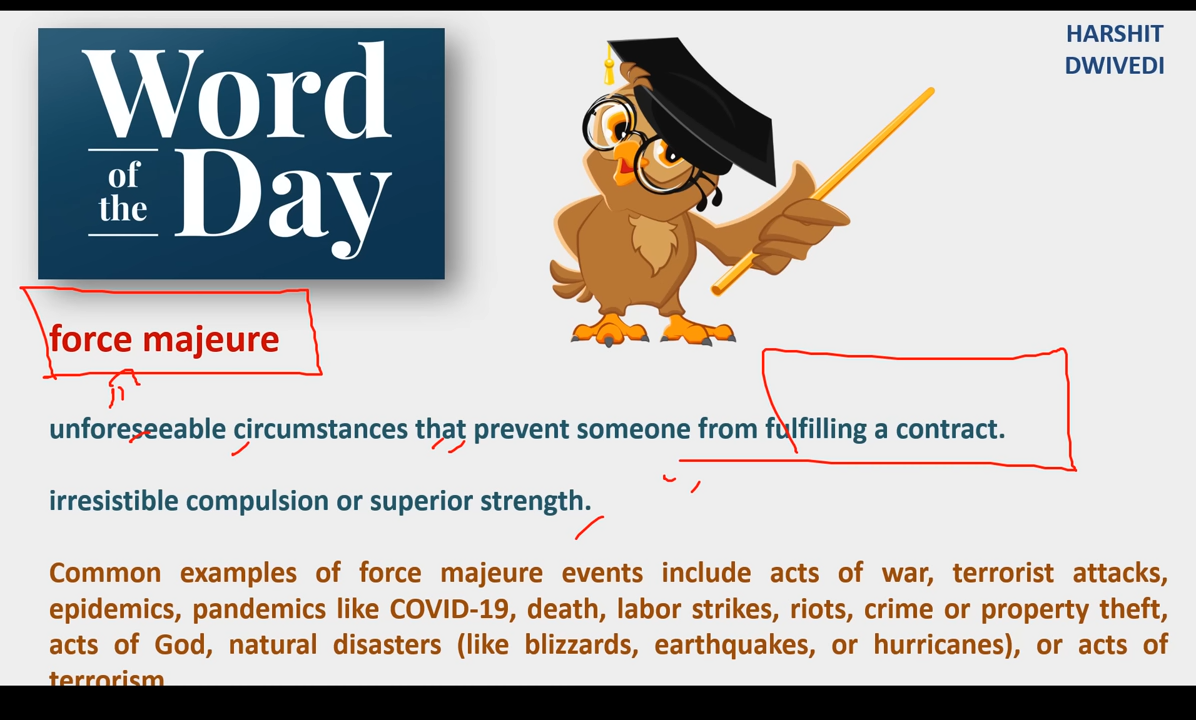 Word
of the Day
HARSHIT
DWIVEDI
force majeure
unforeseeable circumstances that prevent someone from fulfilling a contract.
irresistible compulsion or superior strength.
Common examples of force majeure events include acts of war, terrorist attacks,
epidemics, pandemics like COVID-19, death, labor strikes, riots, crime or property theft,
acts of God, natural disasters (like blizzards, earthquakes, or hurricanes), or acts of
terrorism